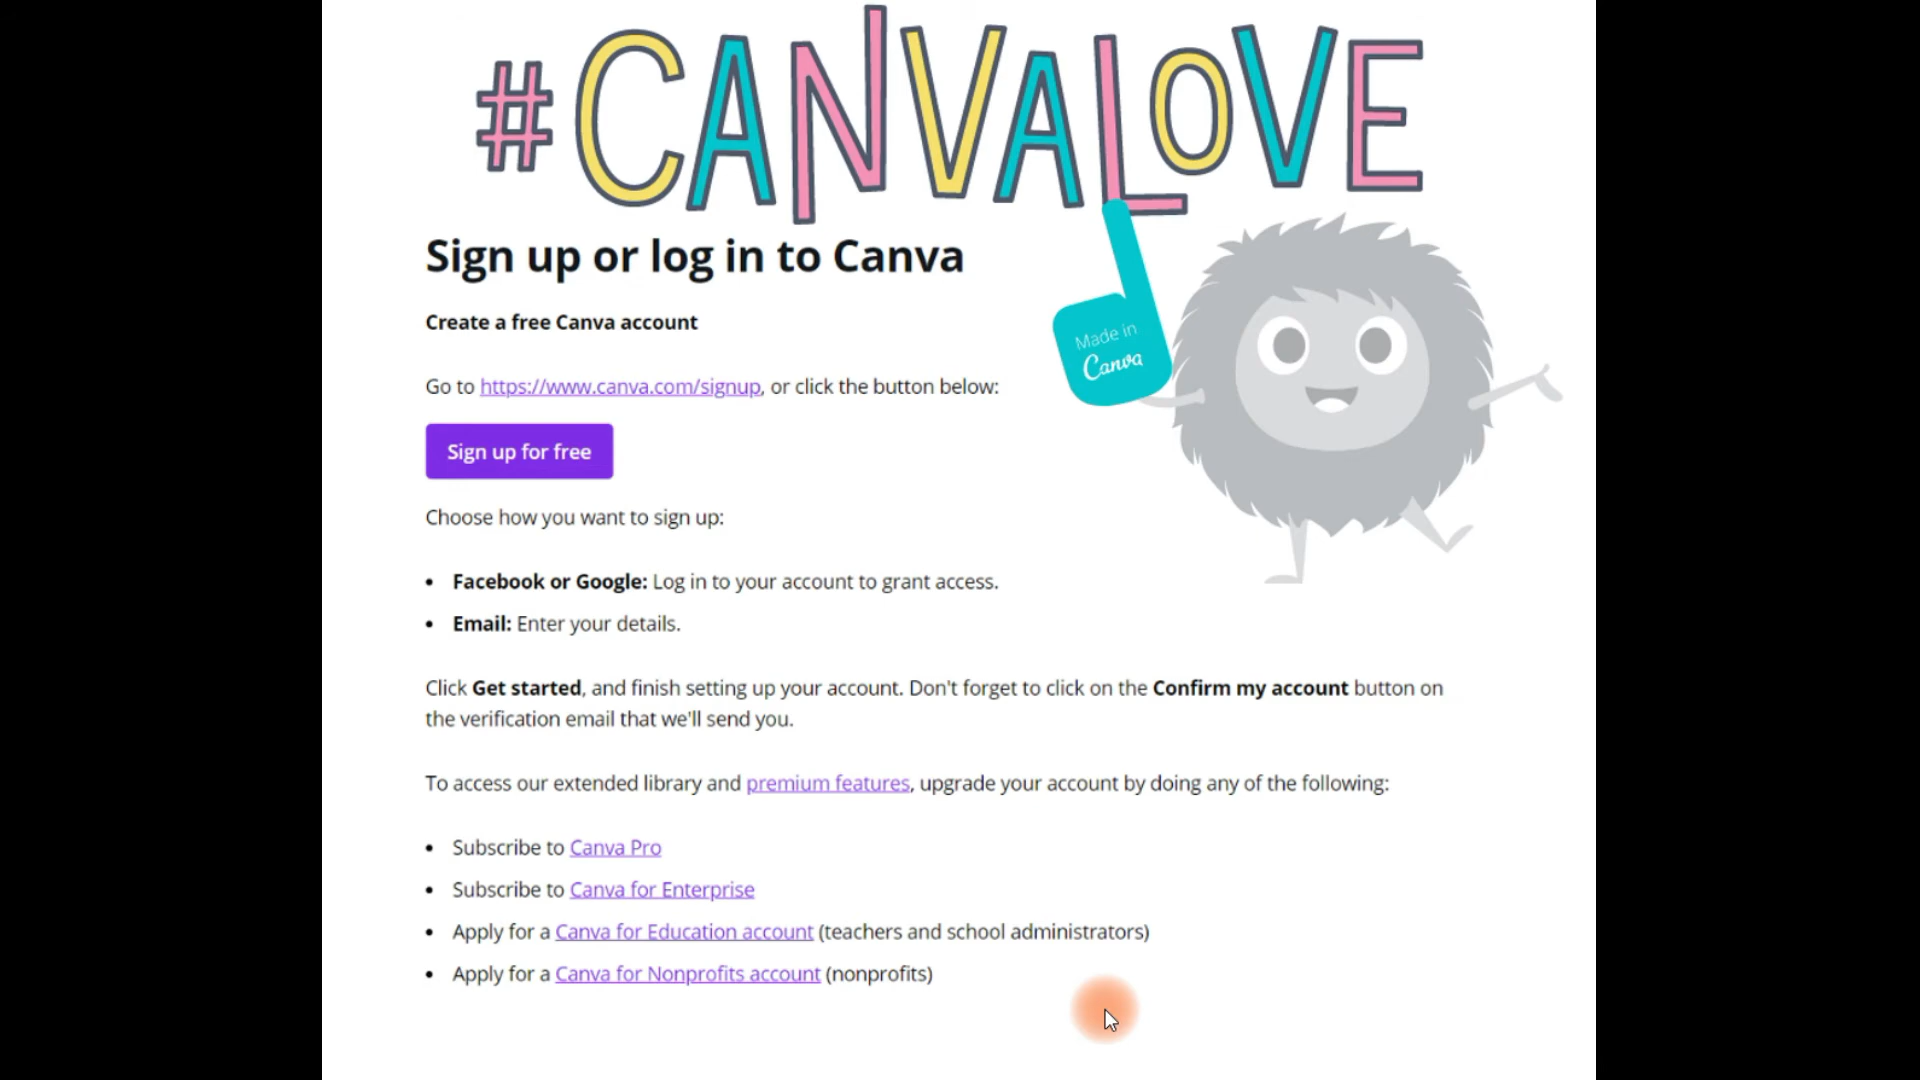 #CANVALOVE
Sign up or log in to Canva
Made in
Canva
Create a free Canva account
Go to https://www.canva.com/signup, or click the button below:
Sign up for free
Choose how you want to sign up:
• Facebook or Google: Log in to your account to grant access.
• Email: Enter your details.
Click Get started, and finish setting up your account. Don't forget to click on the Confirm my account button on
the verification email that we'll send you.
To access our extended library and premium features, upgrade your account by doing any of the following:
• Subscribe to Canva Pro
• Subscribe to Canva for Enterprise
• Apply for a Canva for Education account (teachers and school administrators)
• Apply for a Canva for Nonprofits account (nonprofits)